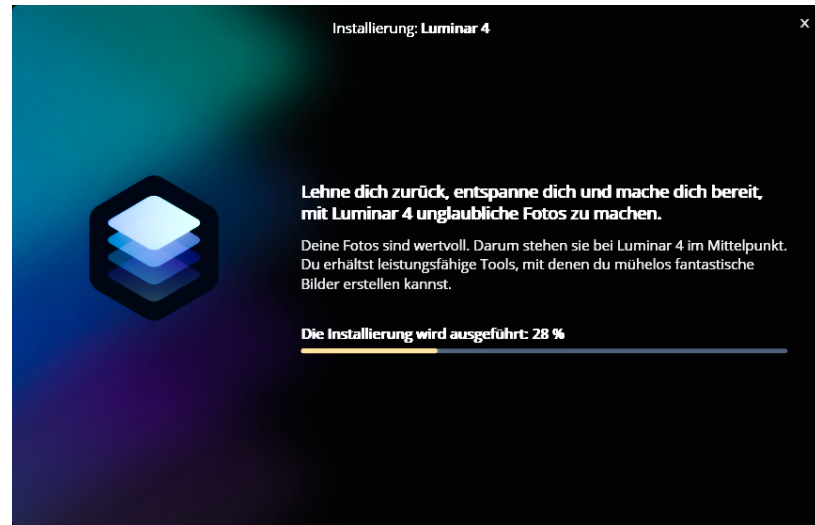 Installierung: Luminar 4
x
Lehne dich zurück, entspanne dich und mache dich bereit,
mit Luminar 4 unglaubliche Fotos zu machen.
Deine Fotos sind wertvoll. Darum stehen sie bei Luminar 4 im Mittelpunkt.
Du erhältst leistungsfähige Tools, mit denen du mühelos fantastische
Bilder erstellen kannst.
Die Installierung wird ausgeführt: 28 %